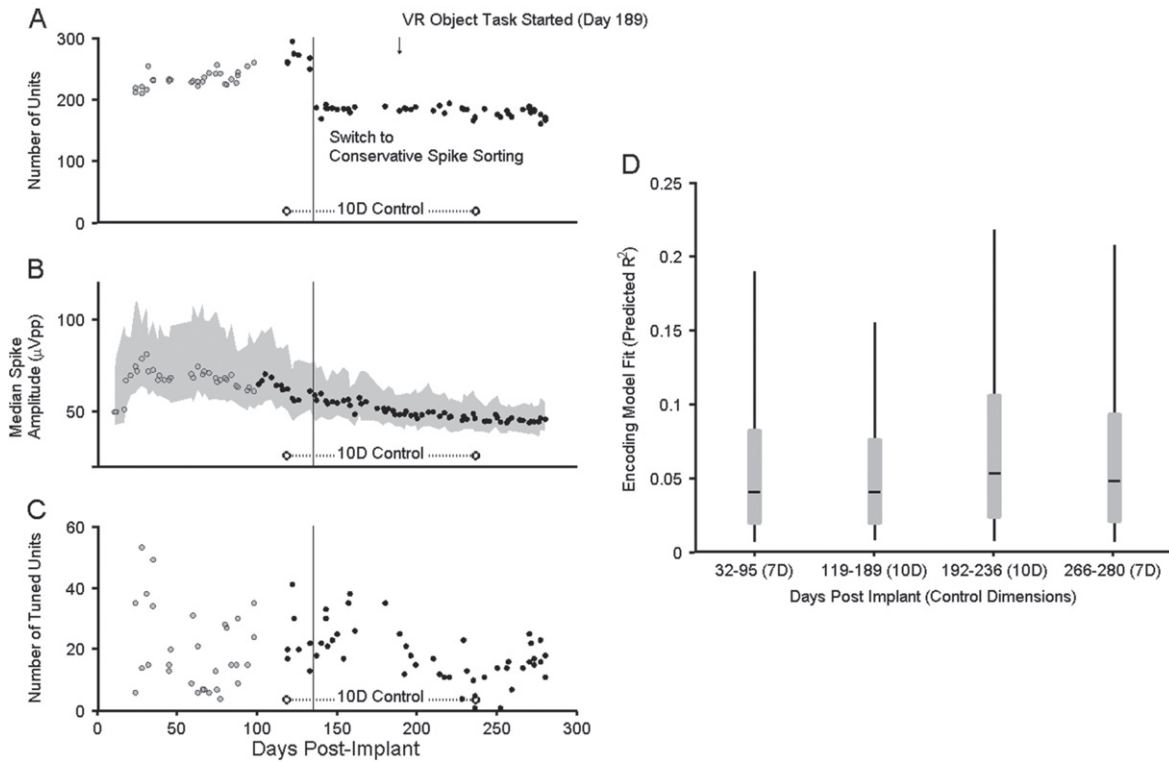 A
VR Object Task Started (Day 189)
300
200
100
0
Number of Units
Switch to
Conservative Spike Sorting
10D Control
B
100
50
Median Spike
Amplitude (µVpp)
10D Control
C
60
40
20
0
Number of Tuned Units
10D Control
0 50 100 150 200 250 300
Days Post-Implant
D
0.25
0.2
0.15
0.1
0.05
0
Encoding Model Fit (Predicted R²)
32-95 (7D) 119-189 (10D) 192-236 (10D) 266-280 (7D)
Days Post Implant (Control Dimensions)